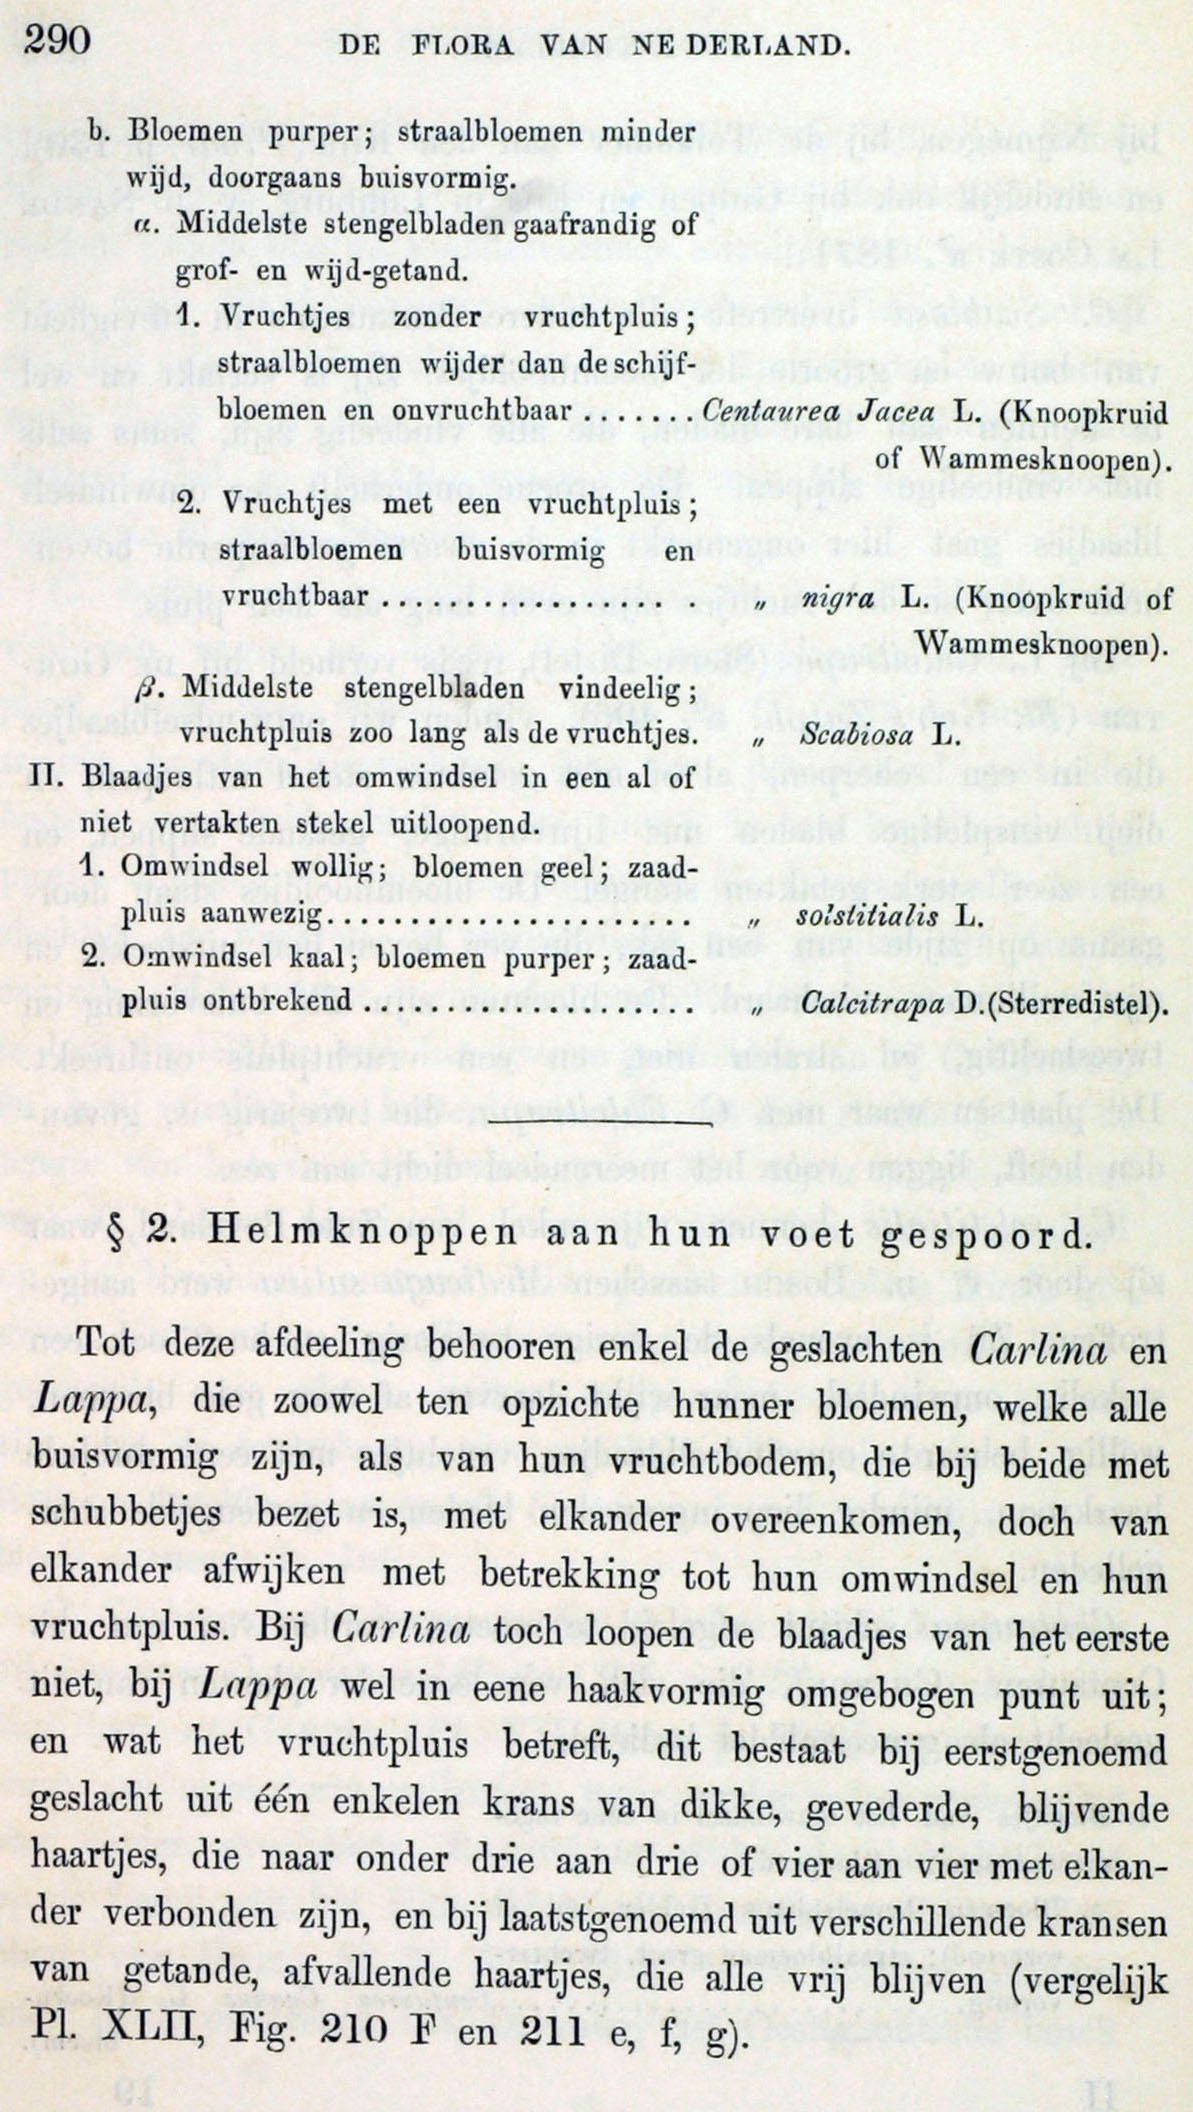 290 DE FLORA VAN NEDERLAND.
b. Bloemen purper; straalbloemen minder
wijd, doorgaans buisvormig.
α. Middelste stengelbladen gaafrandig of
grof- en wijd-getand.
1. Vruchtjes zonder vruchtpluis;
straalbloemen wijder dan de schijf-
bloemen en onvruchtbaar ....... Centaurea Jacea L. (Knoopkruid
of Wammesknoopen).
2. Vruchtjes met een vruchtpluis;
straalbloemen buisvormig en
vruchtbaar .................. „ nigra L. (Knoopkruid of
Wammesknoopen).
β. Middelste stengelbladen vindeelig;
vruchtpluis zoo lang als de vruchtjes. „ Scabiosa L.
II. Blaadjes van het omwindsel in een al of
niet vertakten stekel uitloopend.
1. Omwindsel wollig; bloemen geel; zaad-
pluis aanwezig..................... „ solstitialis L.
2. Omwindsel kaal; bloemen purper; zaad-
pluis ontbrekend ................... „ Calcitrapa D. (Sterredistel).
§ 2. Helmknoppen aan hun voet gespoord.
Tot deze afdeeling behooren enkel de geslachten Carlina en
Lappa, die zoowel ten opzichte hunner bloemen, welke alle
buisvormig zijn, als van hun vruchtbodem, die bij beide met
schubbetjes bezet is, met elkander overeenkomen, doch van
elkander afwijken met betrekking tot hun omwindsel en hun
vruchtpluis. Bij Carlina toch loopen de blaadjes van het eerste
niet, bij Lappa wel in eene haakvormig omgebogen punt uit;
en wat het vruchtpluis betreft, dit bestaat bij eerstgenoemd
geslacht uit één enkelen krans van dikke, gevederde, blijvende
haartjes, die naar onder drie aan drie of vier aan vier met elkan-
der verbonden zijn, en bij laatstgenoemd uit verschillende kransen
van getande, afvallende haartjes, die alle vrij blijven (vergelijk
Pl. XLII, Fig. 210 F en 211 e, f, g).